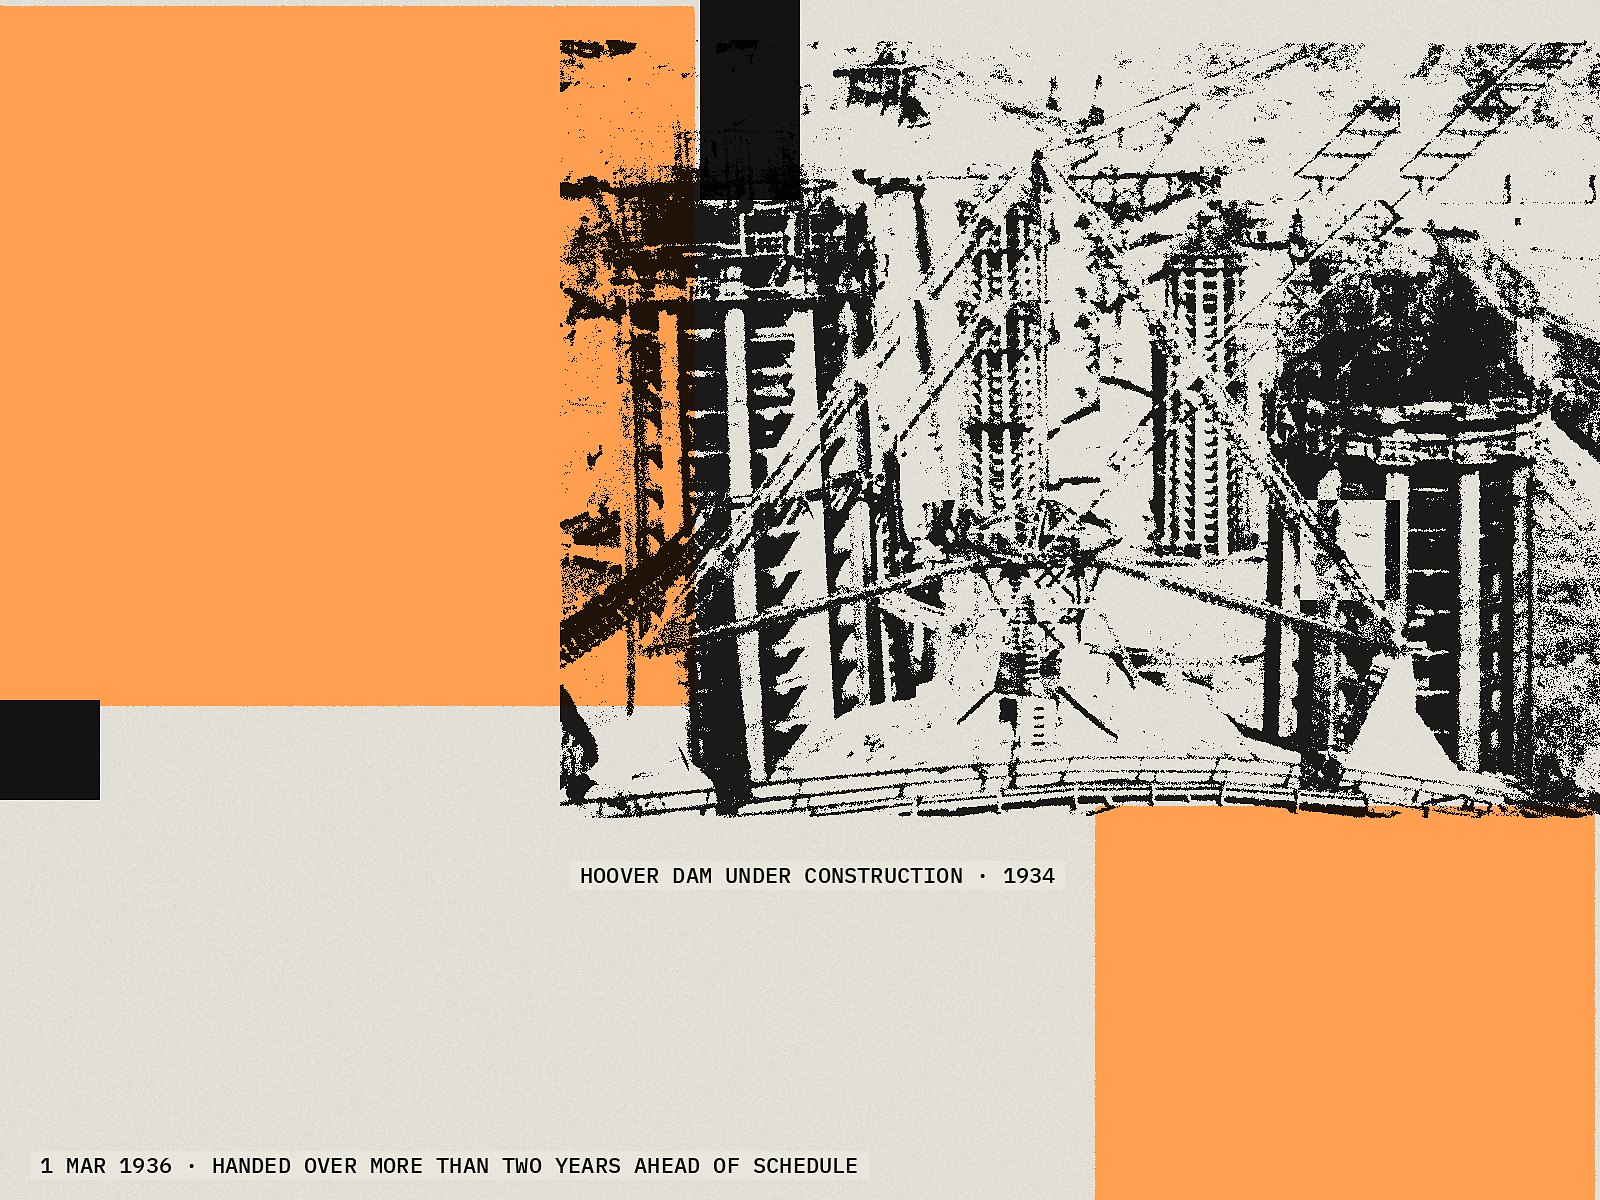 HOOVER DAM UNDER CONSTRUCTION · 1934
1 MAR 1936 · HANDED OVER MORE THAN TWO YEARS AHEAD OF SCHEDULE